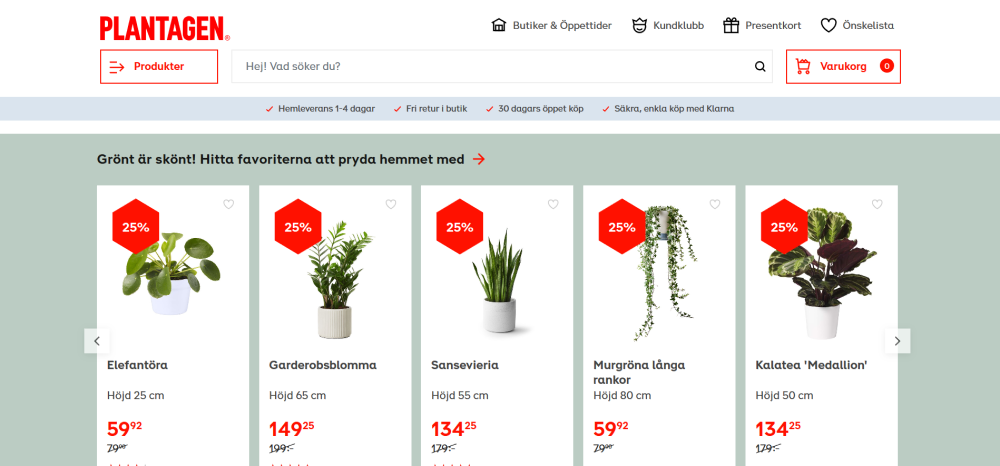 PLANTAGEN®
Butiker & Öppettider
Kundklubb
Presentkort
Önskelista
Produkter
Hej! Vad söker du?
Varukorg 0
Hemleverans 1-4 dagar
Fri retur i butik
30 dagars öppet köp
Säkra, enkla köp med Klarna
Grönt är skönt! Hitta favoriterna att pryda hemmet med
25%
25%
25%
25%
25%
Elefantöra
Höjd 25 cm
59 92
79 90
Garderobsblomma
Höjd 65 cm
149 25
199:-
Sansevieria
Höjd 55 cm
134 25
179:-
Murgröna långa
rankor
Höjd 80 cm
59 92
79 90
Kalatea 'Medallion'
Höjd 50 cm
134 25
179:-